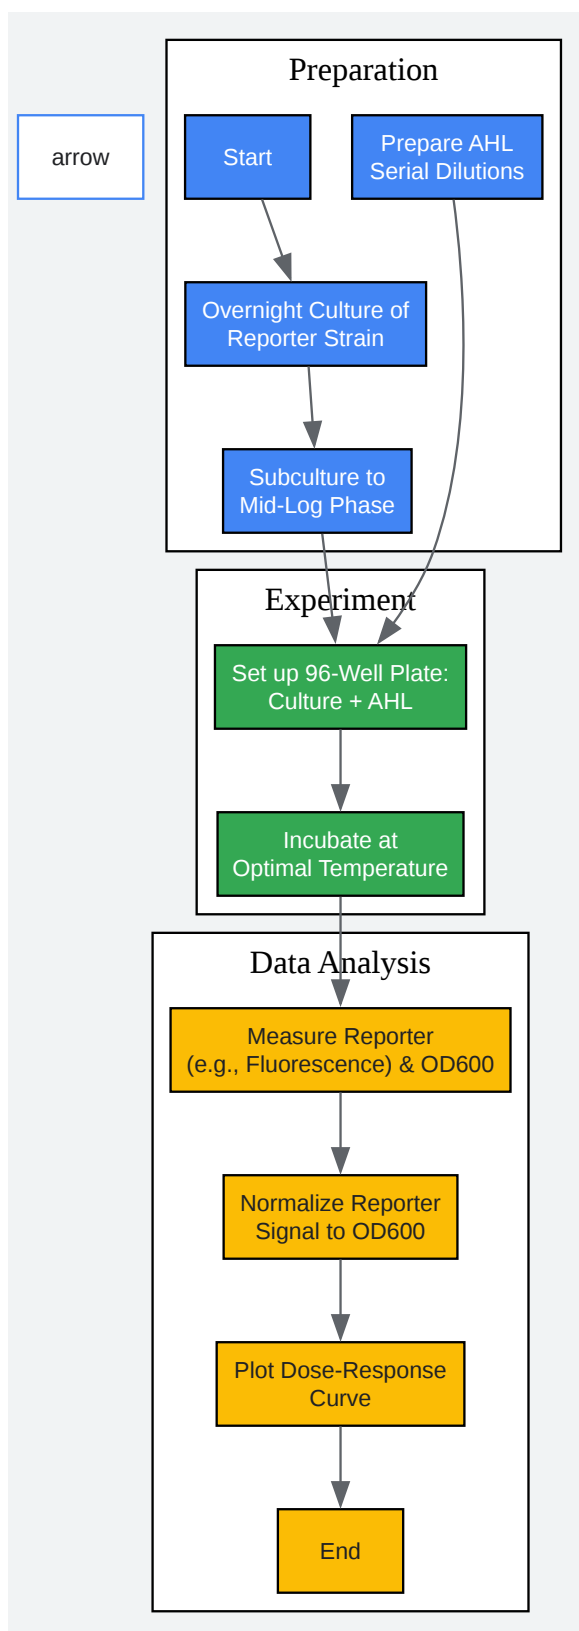 Preparation
arrow
Start
Prepare AHL
Serial Dilutions
Overnight Culture of
Reporter Strain
Subculture to
Mid-Log Phase
Experiment
Set up 96-Well Plate:
Culture + AHL
Incubate at
Optimal Temperature
Data Analysis
Measure Reporter
(e.g., Fluorescence) & OD600
Normalize Reporter
Signal to OD600
Plot Dose-Response
Curve
End